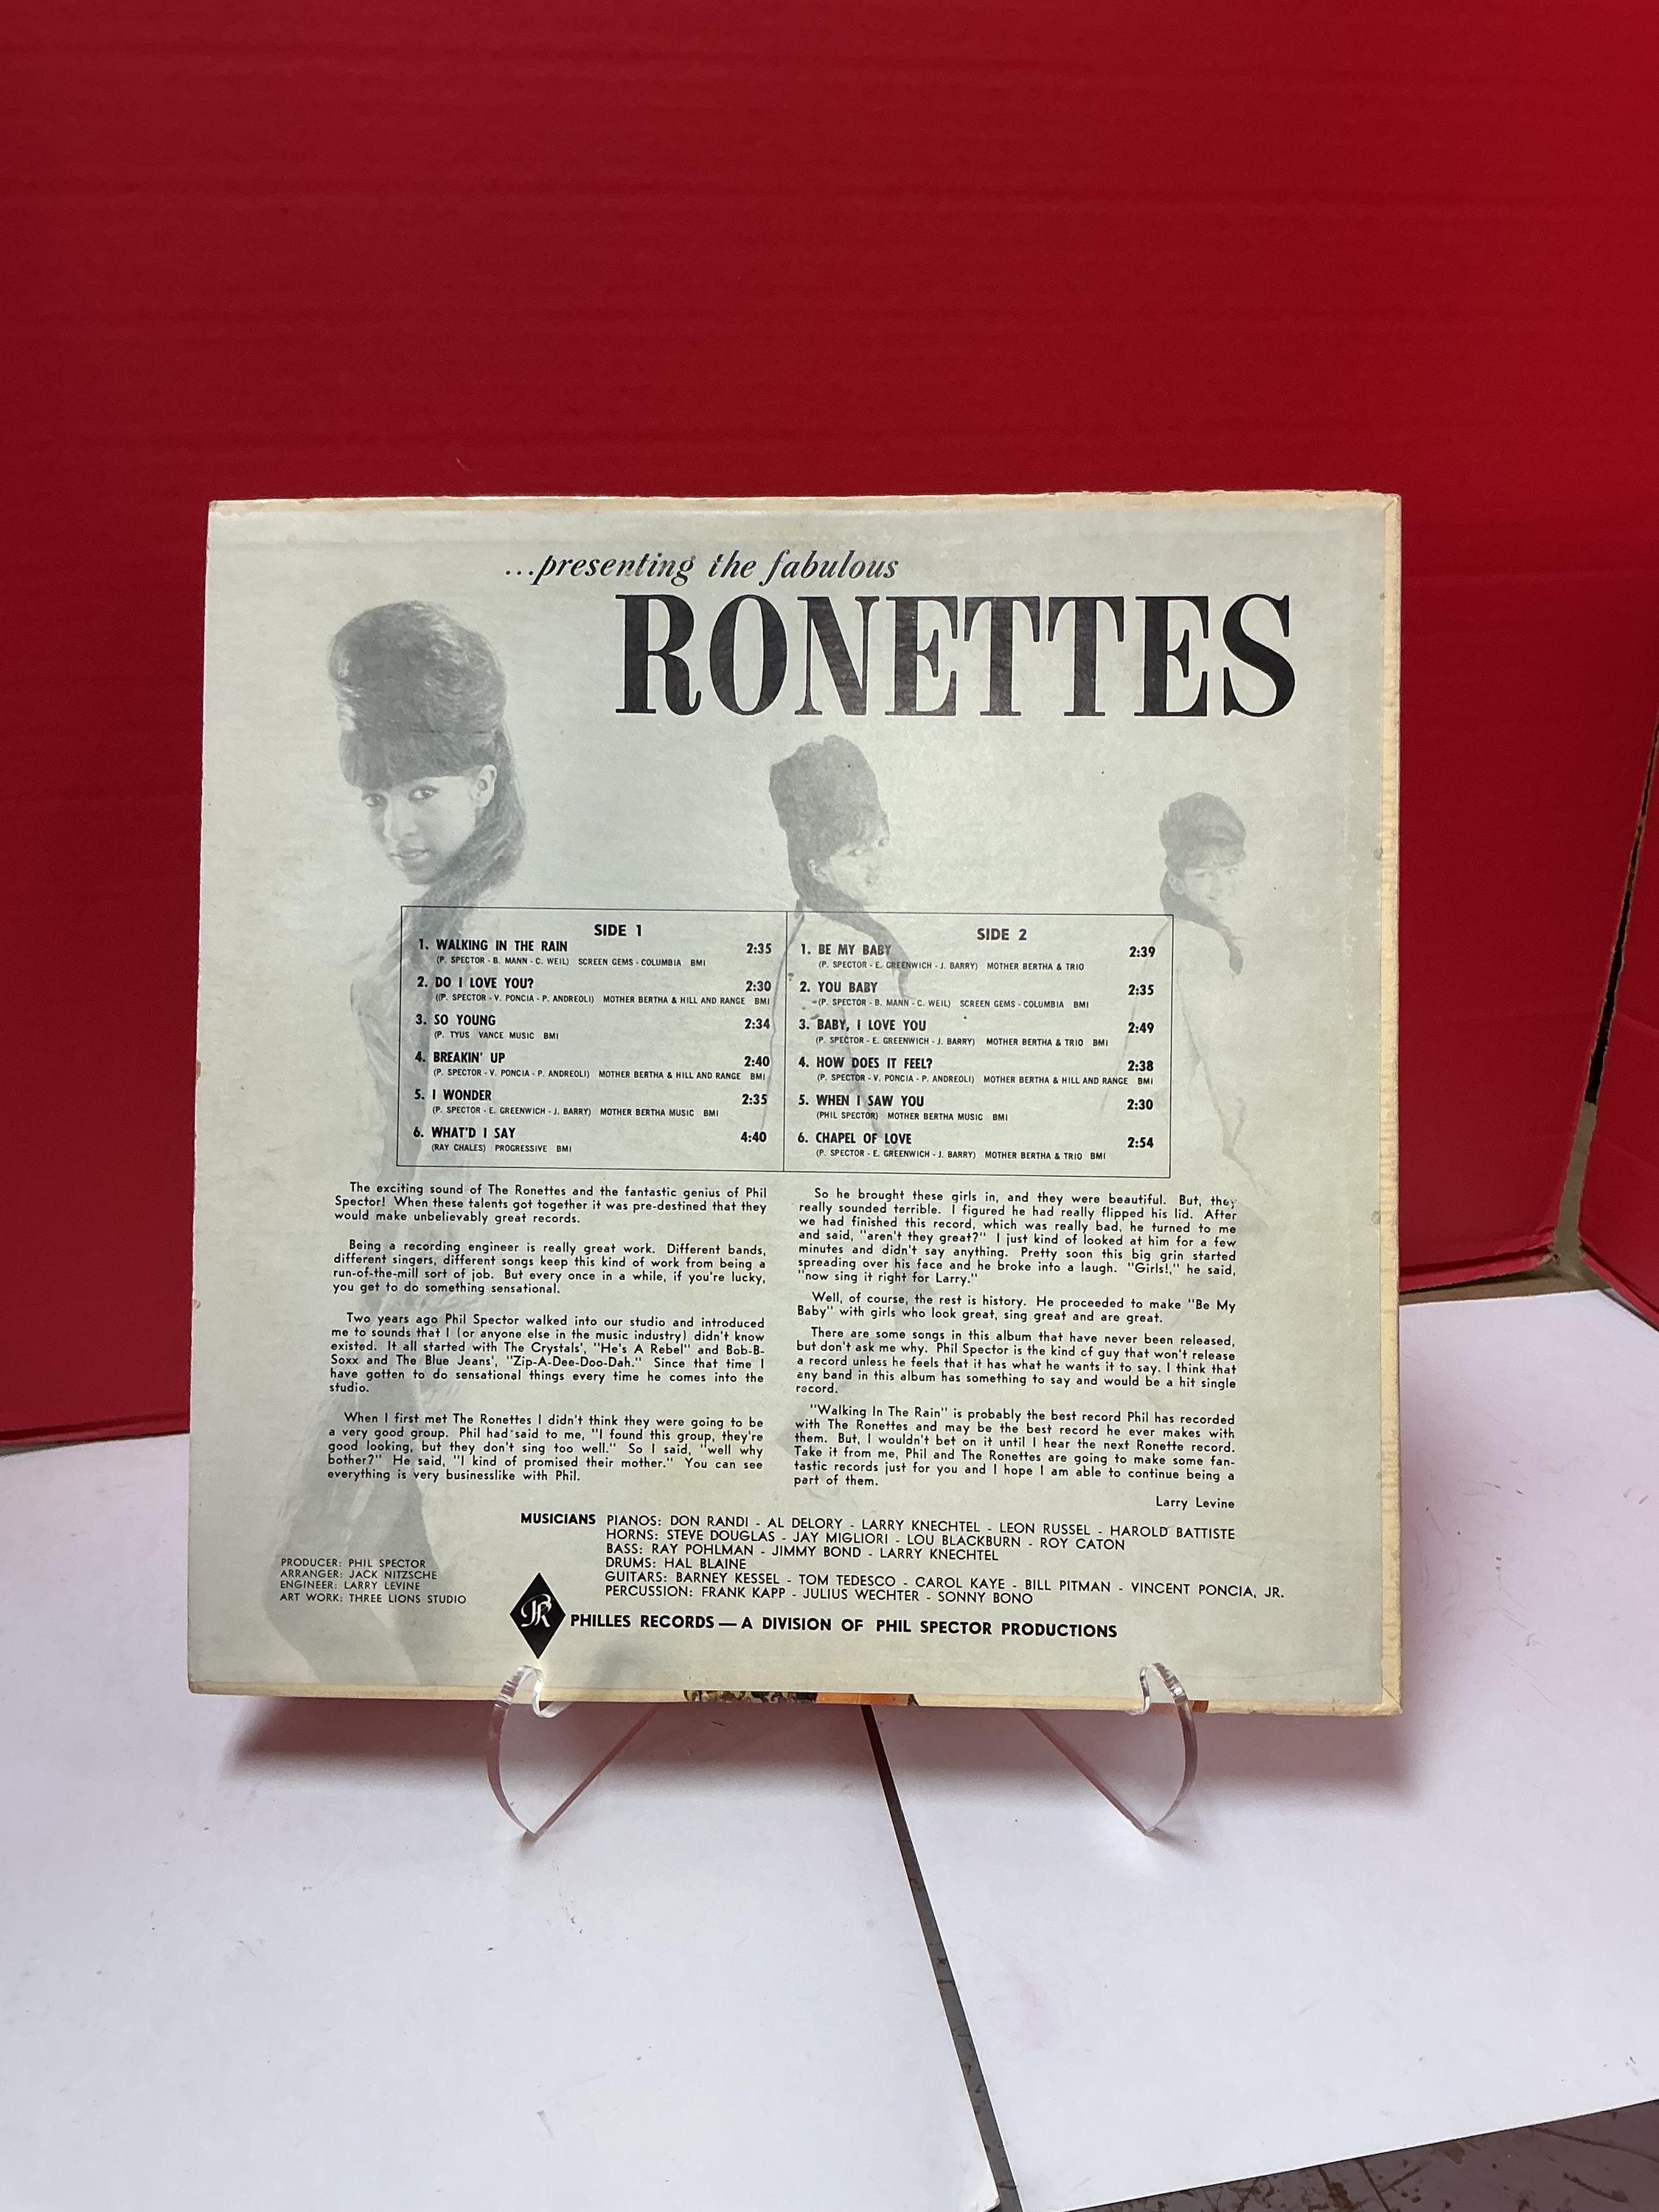 ...presenting the fabulous
RONETTES
SIDE 1
1. WALKING IN THE RAIN 2:35
(P. SPECTOR - B. MANN - C. WEIL) SCREEN GEMS - COLUMBIA BMI
2. DO I LOVE YOU? 2:30
((P. SPECTOR - V. PONCIA - P. ANDREOLI) MOTHER BERTHA & HILL AND RANGE BMI
3. SO YOUNG 2:34
(P. TYUS VANCE MUSIC BMI
4. BREAKIN' UP 2:40
(P. SPECTOR - V. PONCIA - P. ANDREOLI) MOTHER BERTHA & HILL AND RANGE BMI
5. I WONDER 2:35
(P. SPECTOR - E. GREENWICH - J. BARRY) MOTHER BERTHA MUSIC BMI
6. WHAT'D I SAY 4:40
(RAY CHALES) PROGRESSIVE BMI
SIDE 2
1. BE MY BABY 2:39
(P. SPECTOR - E. GREENWICH - J. BARRY) MOTHER BERTHA & TRIO
2. YOU BABY 2:35
(P. SPECTOR - B. MANN - C. WEIL) SCREEN GEMS - COLUMBIA BMI
3. BABY, I LOVE YOU 2:49
(P. SPECTOR - E. GREENWICH - J. BARRY) MOTHER BERTHA & TRIO BMI
4. HOW DOES IT FEEL? 2:38
(P. SPECTOR - V. PONCIA - P. ANDREOLI) MOTHER BERTHA & HILL AND RANGE BMI
5. WHEN I SAW YOU 2:30
(PHIL SPECTOR) MOTHER BERTHA MUSIC BMI
6. CHAPEL OF LOVE 2:54
(P. SPECTOR - E. GREENWICH - J. BARRY) MOTHER BERTHA & TRIO BMI
The exciting sound of The Ronettes and the fantastic genius of Phil
Spector! When these talents got together it was pre-destined that they
would make unbelievably great records.
Being a recording engineer is really great work. Different bands,
different singers, different songs keep this kind of work from being a
run-of-the-mill sort of job. But every once in a while, if you're lucky,
you get to do something sensational.
Two years ago Phil Spector walked into our studio and introduced
me to sounds that I (or anyone else in the music industry) didn't know
existed. It all started with The Crystals', "He's A Rebel" and Bob-B-
Soxx and The Blue Jeans', "Zip-A-Dee-Doo-Dah." Since that time I
have gotten to do sensational things every time he comes into the
studio.
When I first met The Ronettes I didn't think they were going to be
a very good group. Phil had said to me, "I found this group, they're
good looking, but they don't sing too well." So I said, "well why
bother?" He said, "I kind of promised their mother." You can see
everything is very businesslike with Phil.
So he brought these girls in, and they were beautiful. But, they
really sounded terrible. I figured he had really flipped his lid. After
we had finished this record, which was really bad, he turned to me
and said, "aren't they great?" I just kind of looked at him for a few
minutes and didn't say anything. Pretty soon this big grin started
spreading over his face and he broke into a laugh. "Girls!," he said,
"now sing it right for Larry."
Well, of course, the rest is history. He proceeded to make "Be My
Baby" with girls who look great, sing great and are great.
There are some songs in this album that have never been released,
but don't ask me why. Phil Spector is the kind of guy that won't release
a record unless he feels that it has what he wants it to say. I think that
any band in this album has something to say and would be a hit single
record.
"Walking In The Rain" is probably the best record Phil has recorded
with The Ronettes and may be the best record he ever makes with
them. But, I wouldn't bet on it until I hear the next Ronette record.
Take it from me, Phil and The Ronettes are going to make some fan-
tastic records just for you and I hope I am able to continue being a
part of them.
Larry Levine
MUSICIANS PIANOS: DON RANDI - AL DELORY - LARRY KNECHTEL - LEON RUSSEL - HAROLD BATTISTE
HORNS: STEVE DOUGLAS - JAY MIGLIORI - LOU BLACKBURN - ROY CATON
BASS: RAY POHLMAN - JIMMY BOND - LARRY KNECHTEL
DRUMS: HAL BLAINE
GUITARS: BARNEY KESSEL - TOM TEDESCO - CAROL KAYE - BILL PITMAN - VINCENT PONCIA, JR.
PERCUSSION: FRANK KAPP - JULIUS WECHTER - SONNY BONO
PRODUCER: PHIL SPECTOR
ARRANGER: JACK NITZSCHE
ENGINEER: LARRY LEVINE
ART WORK: THREE LIONS STUDIO
PR
PHILLES RECORDS — A DIVISION OF PHIL SPECTOR PRODUCTIONS